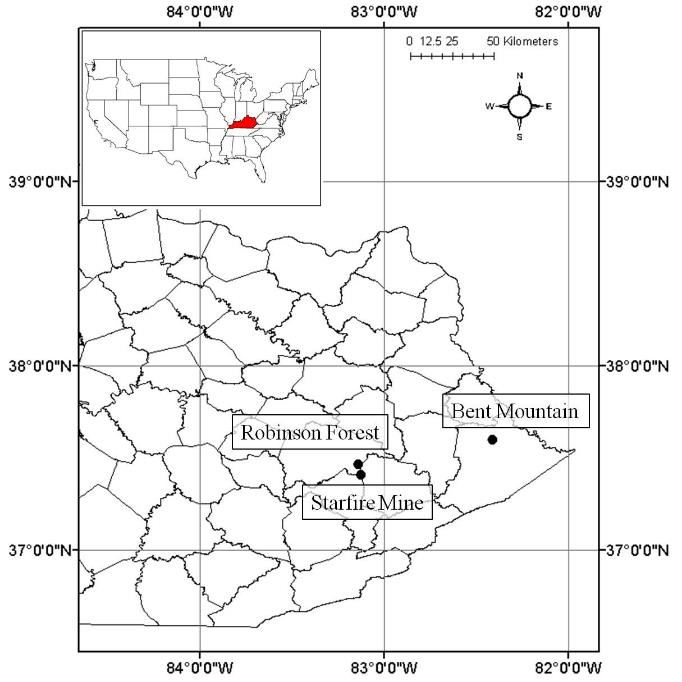 84°0'0"W 83°0'0"W 82°0'0"W
0 12.5 25 50 Kilometers
N
W E
S
39°0'0"N 39°0'0"N
38°0'0"N 38°0'0"N
Bent Mountain
Robinson Forest
Starfire Mine
37°0'0"N 37°0'0"N
84°0'0"W 83°0'0"W 82°0'0"W